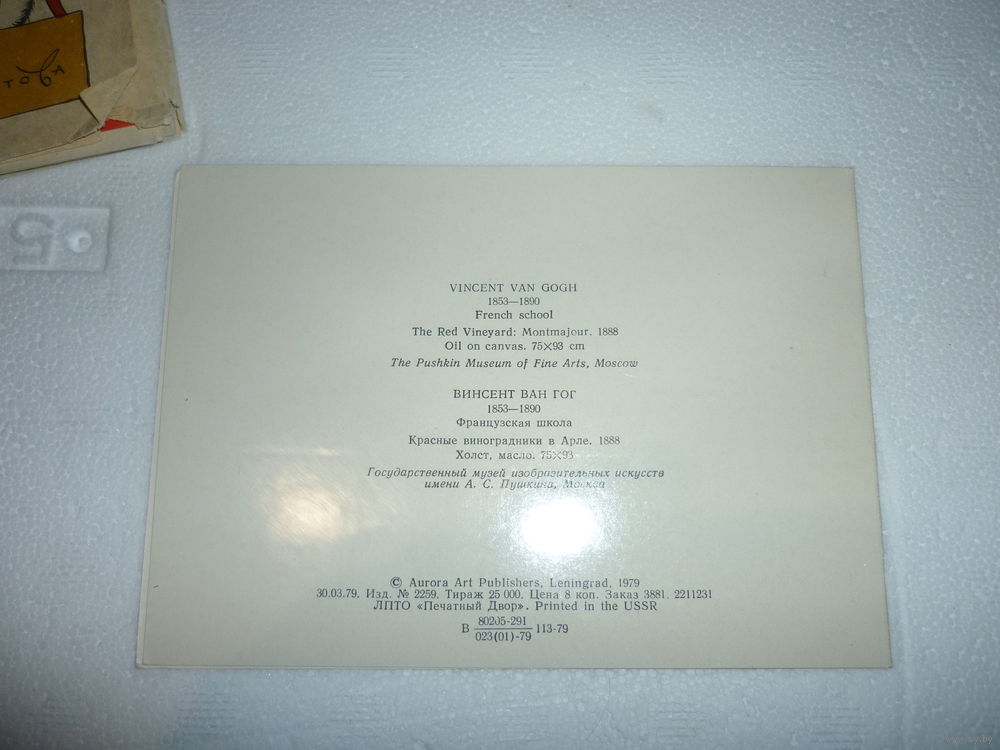 това
5
VINCENT VAN GOGH
1853—1890
French school
The Red Vineyard: Montmajour. 1888
Oil on canvas. 75×93 cm
The Pushkin Museum of Fine Arts, Moscow
ВИНСЕНТ ВАН ГОГ
1853—1890
Французская школа
Красные виноградники в Арле. 1888
Холст, масло. 75×93
Государственный музей изобразительных искусств
имени А. С. Пушкина, Москва
© Aurora Art Publishers, Leningrad, 1979
30.03.79. Изд. № 2259. Тираж 25 000. Цена 8 коп. Заказ 3881. 2211231
ЛПТО «Печатный Двор». Printed in the USSR
В 80205-291 / 023(01)-79 113-79